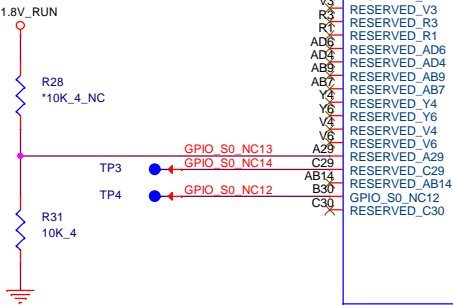 1.8V_RUN
R28
*10K_4_NC
R31
10K_4
TP3
TP4
GPIO_S0_NC13
GPIO_S0_NC14
GPIO_S0_NC12
V3 RESERVED_V3
R3 RESERVED_R3
R1 RESERVED_R1
AD6 RESERVED_AD6
AD4 RESERVED_AD4
AB9 RESERVED_AB9
AB7 RESERVED_AB7
Y4 RESERVED_Y4
Y6 RESERVED_Y6
V4 RESERVED_V4
V6 RESERVED_V6
A29 RESERVED_A29
C29 RESERVED_C29
AB14 RESERVED_AB14
B30 GPIO_S0_NC12
C30 RESERVED_C30